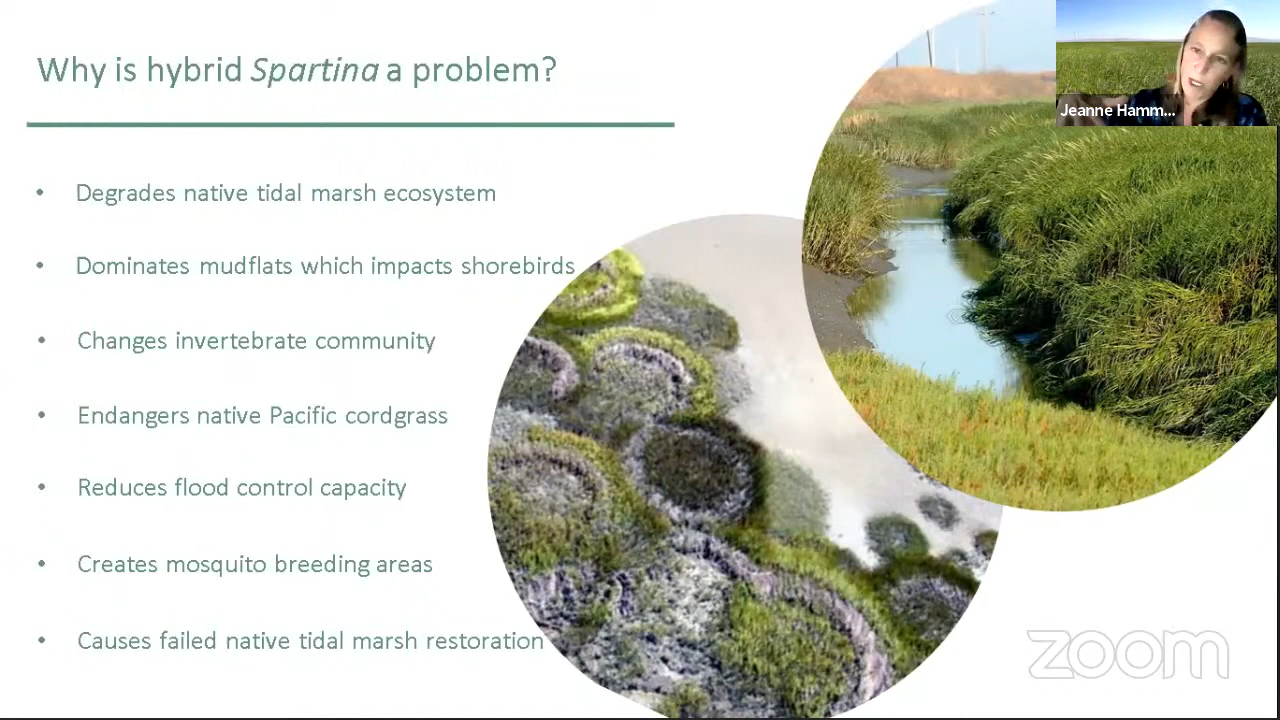 Why is hybrid Spartina a problem?
Jeanne Hamm...
• Degrades native tidal marsh ecosystem
• Dominates mudflats which impacts shorebirds
• Changes invertebrate community
• Endangers native Pacific cordgrass
• Reduces flood control capacity
• Creates mosquito breeding areas
• Causes failed native tidal marsh restoration
zoom